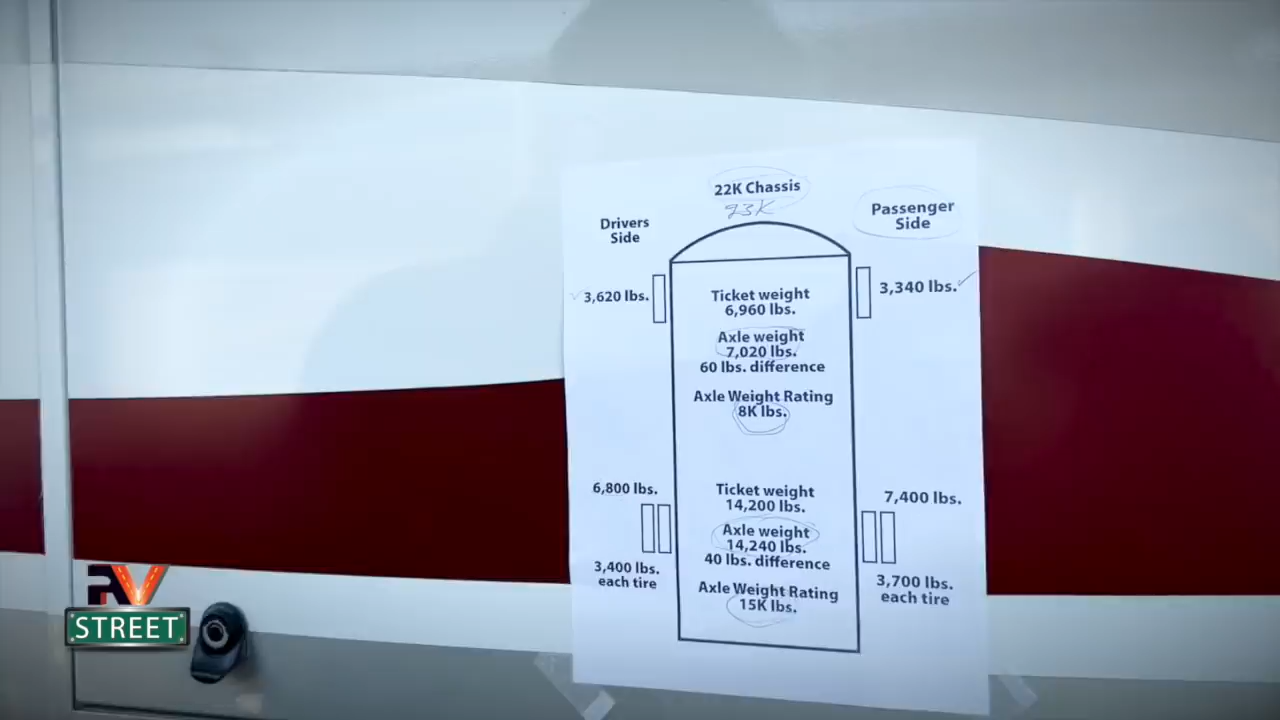 22K Chassis
23K
Drivers
Side
Passenger
Side
3,620 lbs.
3,340 lbs.
Ticket weight
6,960 lbs.
Axle weight
7,020 lbs.
60 lbs. difference
Axle Weight Rating
8K lbs.
6,800 lbs.
7,400 lbs.
Ticket weight
14,200 lbs.
Axle weight
14,240 lbs.
40 lbs. difference
3,400 lbs.
each tire
3,700 lbs.
each tire
Axle Weight Rating
15K lbs.
RV
STREET